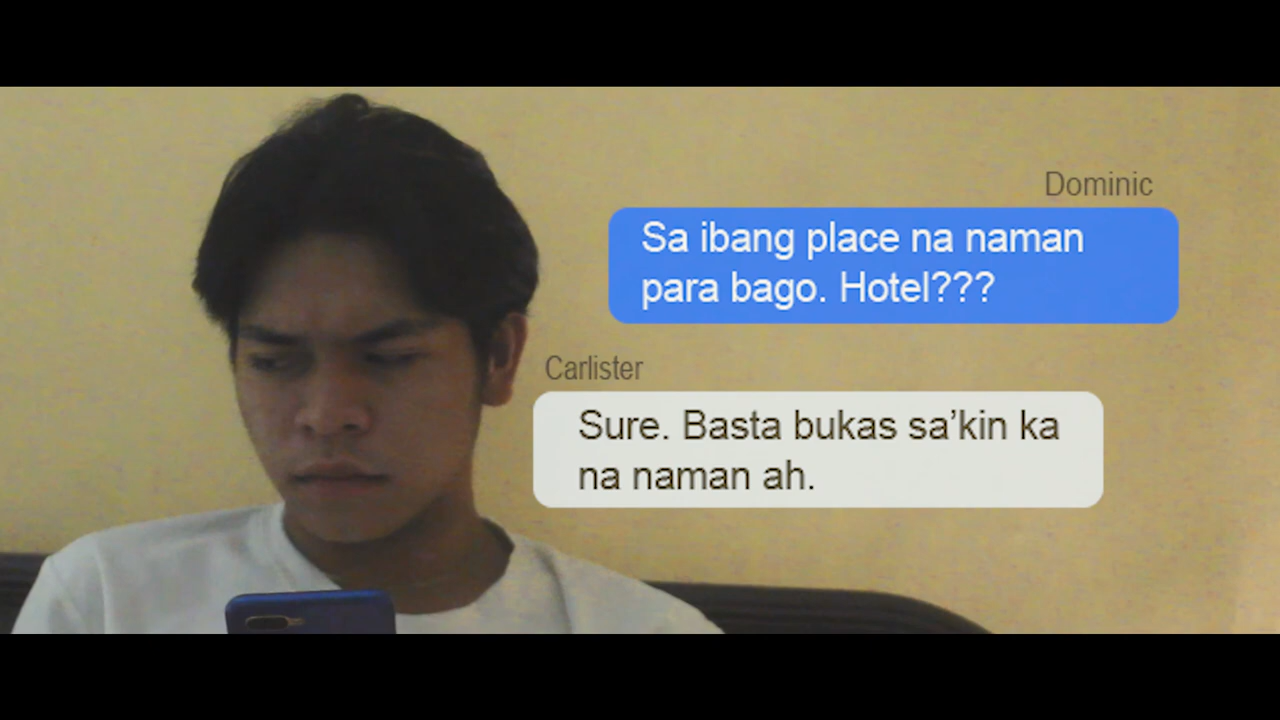 Dominic
Sa ibang place na naman
para bago. Hotel???
Carlister
Sure. Basta bukas sa’kin ka
na naman ah.